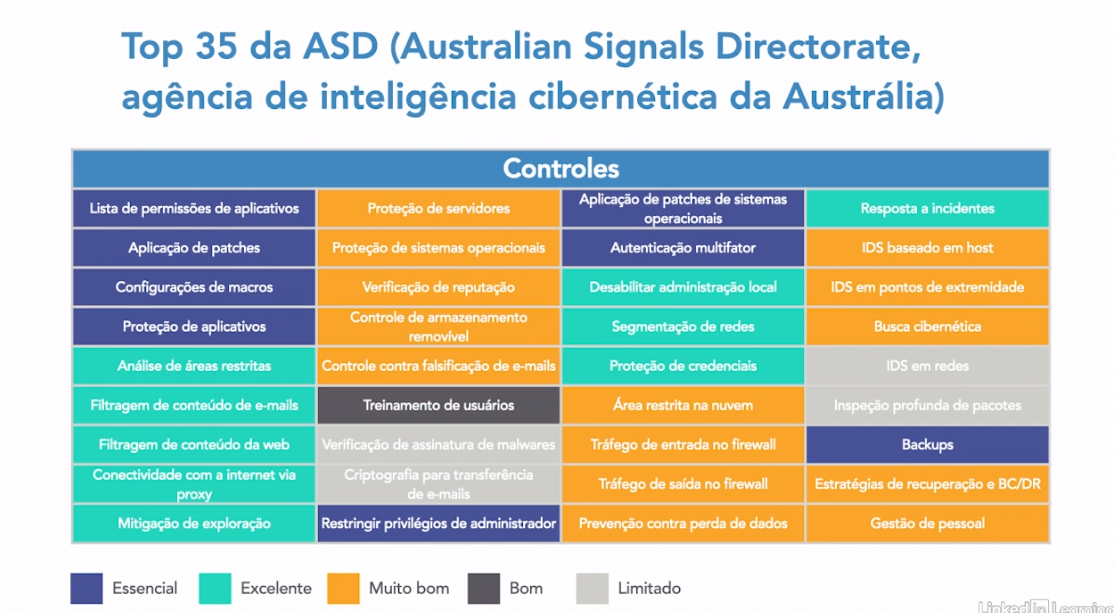 Top 35 da ASD (Australian Signals Directorate,
agência de inteligência cibernética da Austrália)
Controles
Lista de permissões de aplicativos
Proteção de servidores
Aplicação de patches de sistemas
operacionais
Resposta a incidentes
Aplicação de patches
Proteção de sistemas operacionais
Autenticação multifator
IDS baseado em host
Configurações de macros
Verificação de reputação
Desabilitar administração local
IDS em pontos de extremidade
Proteção de aplicativos
Controle de armazenamento
removível
Segmentação de redes
Busca cibernética
Análise de áreas restritas
Controle contra falsificação de e-mails
Proteção de credenciais
IDS em redes
Filtragem de conteúdo de e-mails
Treinamento de usuários
Área restrita na nuvem
Inspeção profunda de pacotes
Filtragem de conteúdo da web
Verificação de assinatura de malwares
Tráfego de entrada no firewall
Backups
Conectividade com a internet via
proxy
Criptografia para transferência
de e-mails
Tráfego de saída no firewall
Estratégias de recuperação e BC/DR
Mitigação de exploração
Restringir privilégios de administrador
Prevenção contra perda de dados
Gestão de pessoal
Essencial
Excelente
Muito bom
Bom
Limitado
LinkedIn Learning